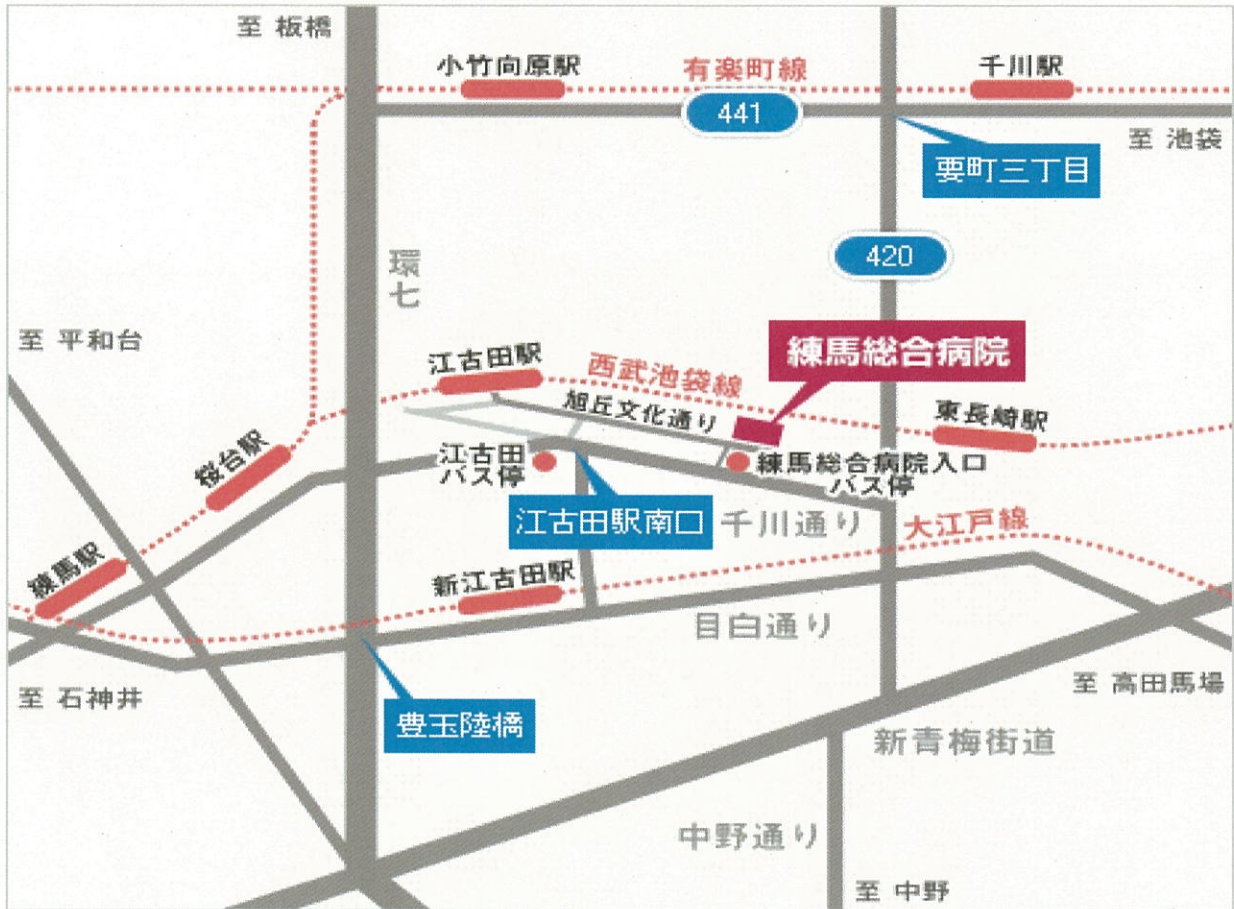 至 板橋
小竹向原駅
有楽町線
千川駅
441
至 池袋
要町三丁目
420
環七
至 平和台
江古田駅
西武池袋線
練馬総合病院
旭丘文化通り
東長崎駅
桜台駅
江古田
バス停
練馬総合病院入口
バス停
江古田駅南口
千川通り
大江戸線
練馬駅
新江古田駅
目白通り
至 石神井
至 高田馬場
豊玉陸橋
新青梅街道
中野通り
至 中野